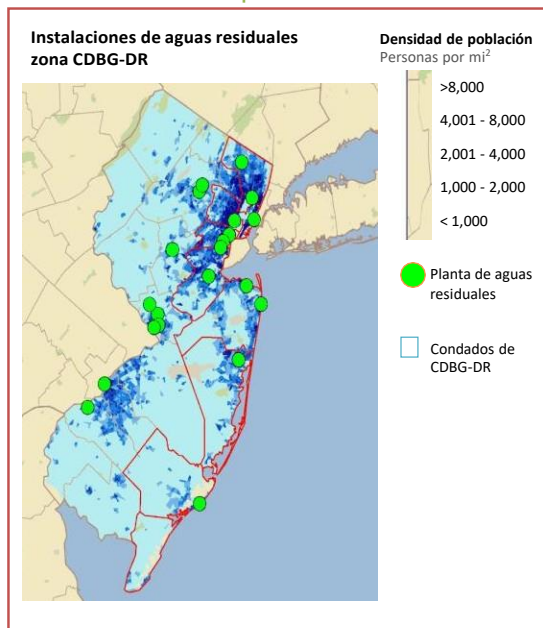 Instalaciones de aguas residuales
zona CDBG-DR
Densidad de población
Personas por mi²
>8,000
4,001 - 8,000
2,001 - 4,000
1,000 - 2,000
< 1,000
Planta de aguas
residuales
Condados de
CDBG-DR